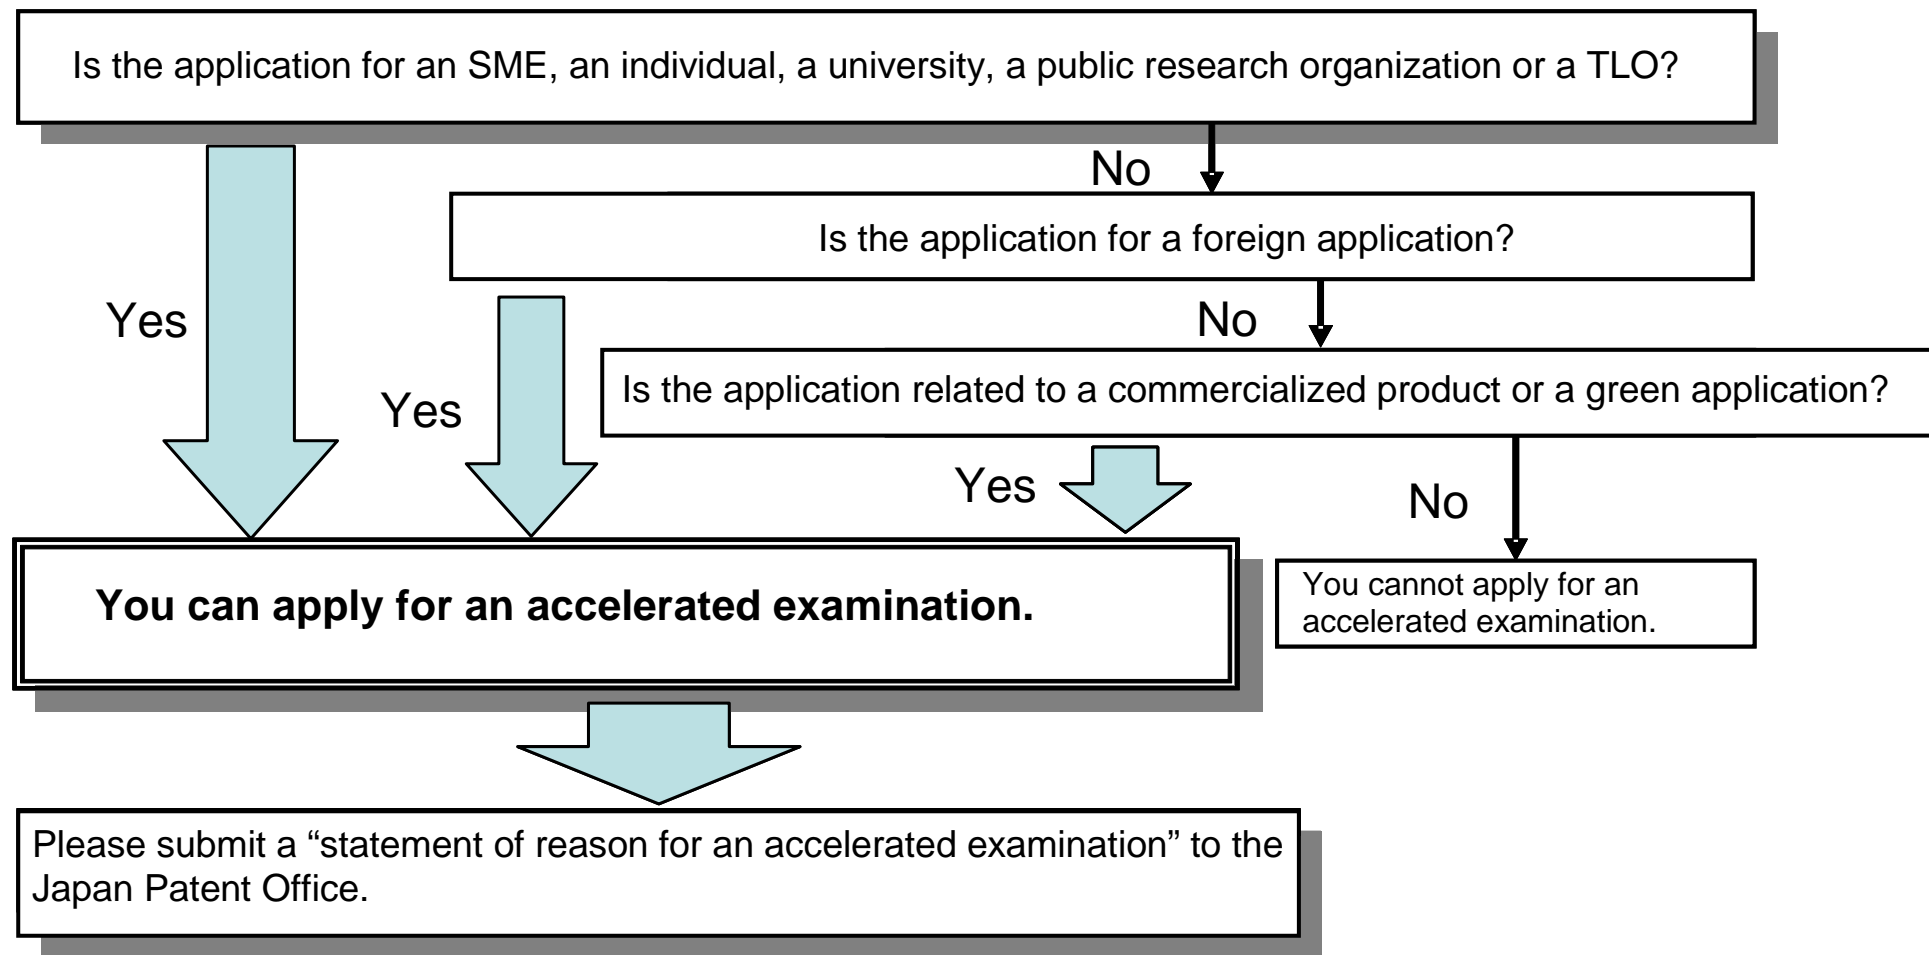 Is the application for an SME, an individual, a university, a public research organization or a TLO?
No
Is the application for a foreign application?
Yes
No
Is the application related to a commercialized product or a green application?
Yes
Yes
No
You can apply for an accelerated examination.
You cannot apply for an
accelerated examination.
Please submit a “statement of reason for an accelerated examination” to the
Japan Patent Office.